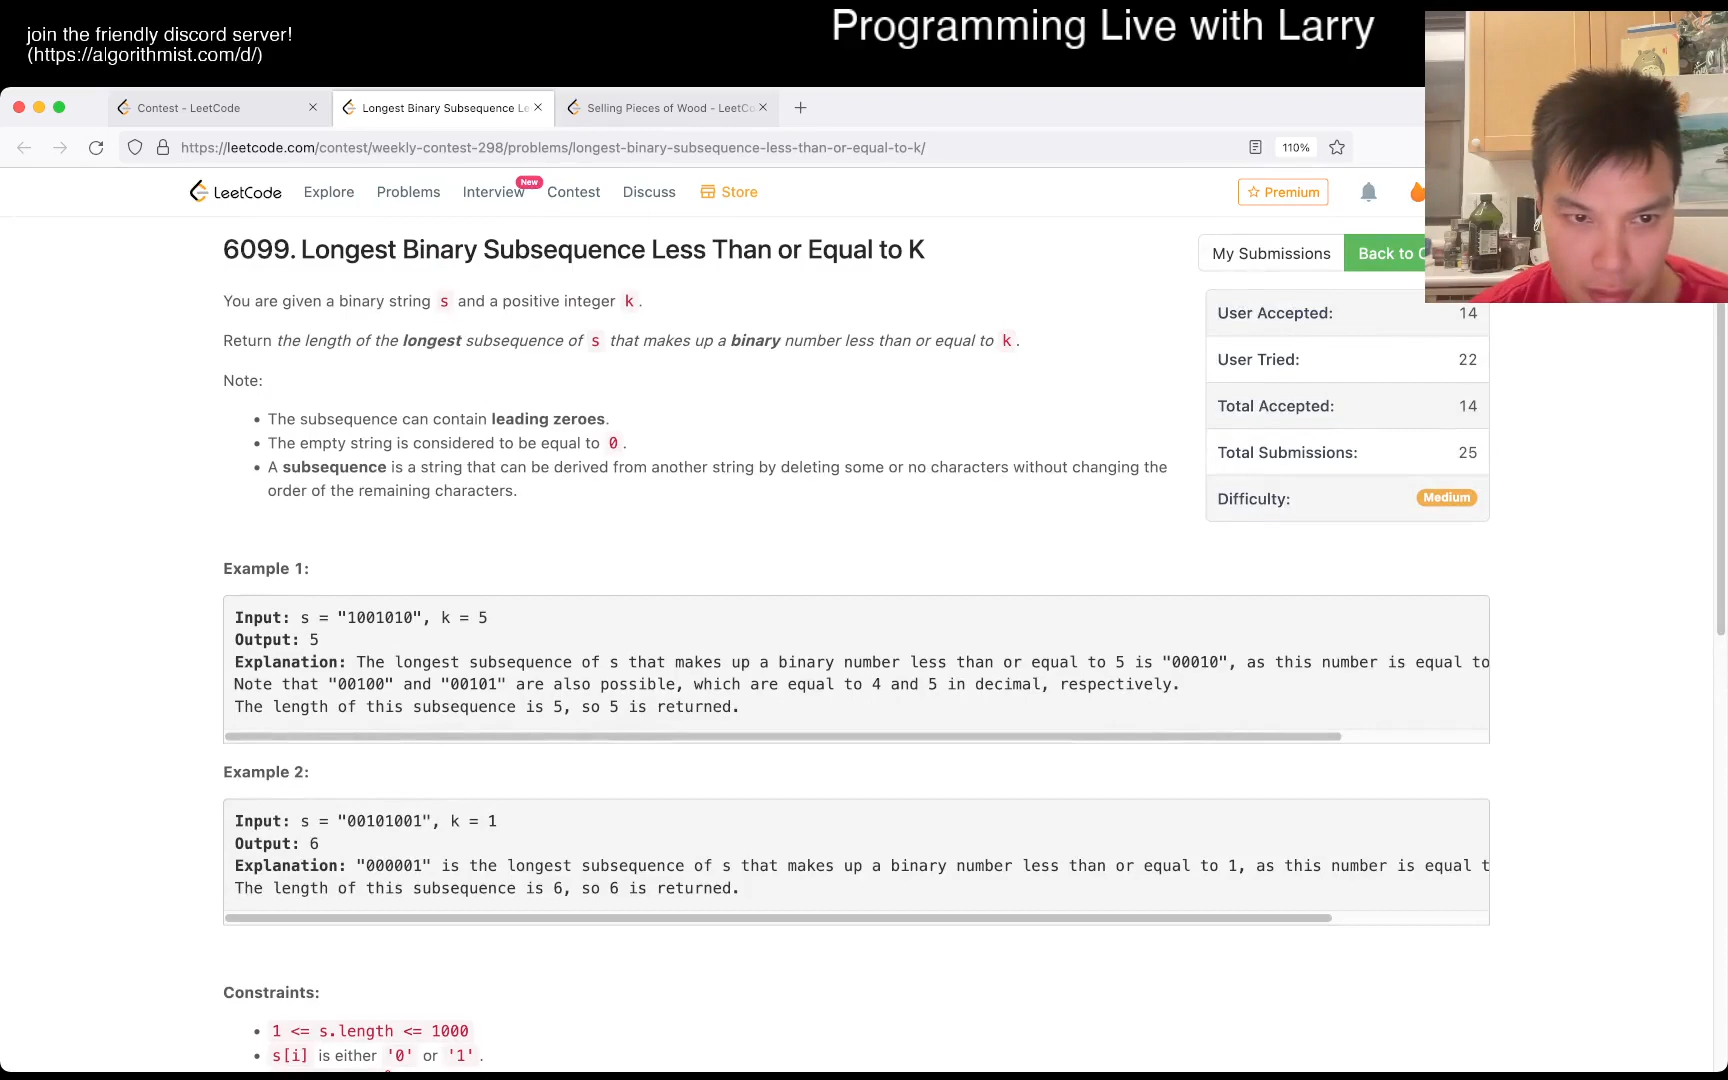 join the friendly discord server!
(https://algorithmist.com/d/)
Programming Live with Larry
Contest - LeetCode
Longest Binary Subsequence Le
Selling Pieces of Wood - LeetCo
https://leetcode.com/contest/weekly-contest-298/problems/longest-binary-subsequence-less-than-or-equal-to-k/
110%
LeetCode
Explore
Problems
Interview
New
Contest
Discuss
Store
Premium
6099. Longest Binary Subsequence Less Than or Equal to K
My Submissions
Back to C
You are given a binary string s and a positive integer k.
Return the length of the longest subsequence of s that makes up a binary number less than or equal to k.
Note:
• The subsequence can contain leading zeroes.
• The empty string is considered to be equal to 0.
• A subsequence is a string that can be derived from another string by deleting some or no characters without changing the
order of the remaining characters.
User Accepted: 14
User Tried: 22
Total Accepted: 14
Total Submissions: 25
Difficulty: Medium
Example 1:
Input: s = "1001010", k = 5
Output: 5
Explanation: The longest subsequence of s that makes up a binary number less than or equal to 5 is "00010", as this number is equal to
Note that "00100" and "00101" are also possible, which are equal to 4 and 5 in decimal, respectively.
The length of this subsequence is 5, so 5 is returned.
Example 2:
Input: s = "00101001", k = 1
Output: 6
Explanation: "000001" is the longest subsequence of s that makes up a binary number less than or equal to 1, as this number is equal t
The length of this subsequence is 6, so 6 is returned.
Constraints:
• 1 <= s.length <= 1000
• s[i] is either '0' or '1'.